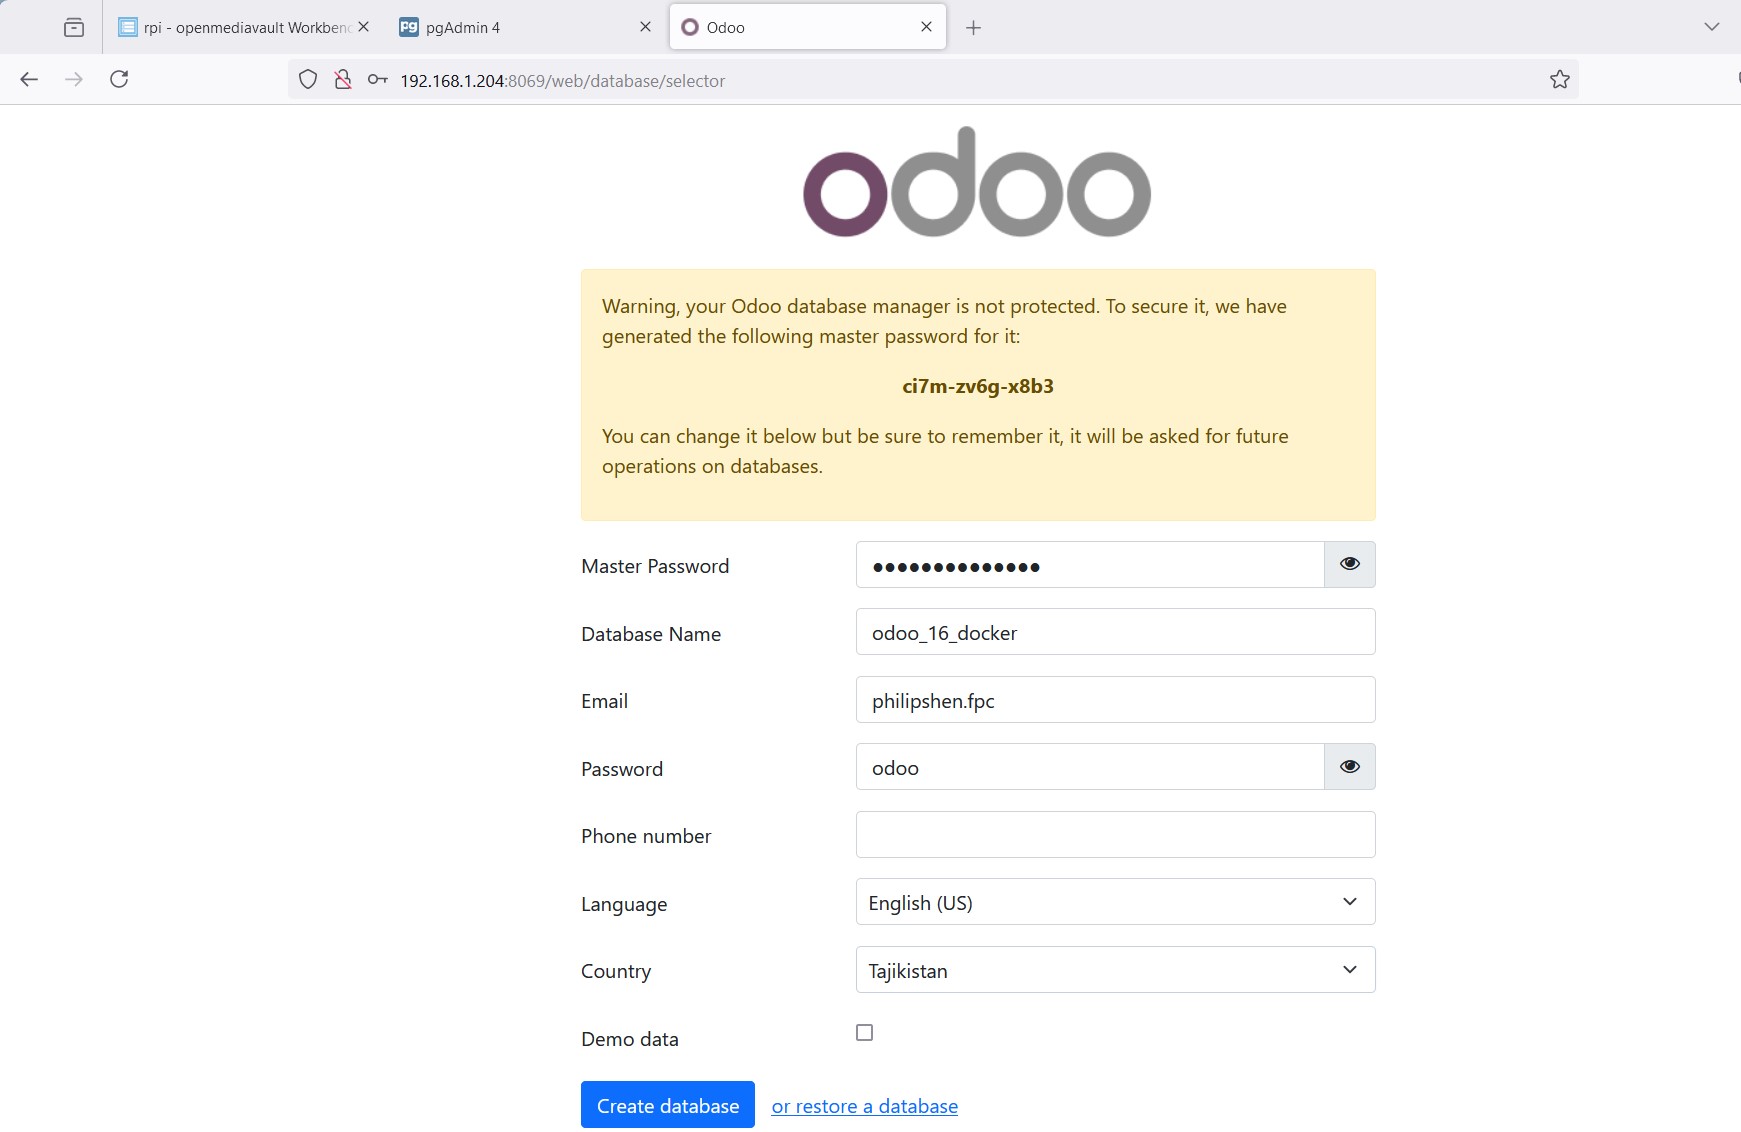 rpi - openmediavault Workbenc
pgAdmin 4
Odoo
192.168.1.204:8069/web/database/selector
odoo
Warning, your Odoo database manager is not protected. To secure it, we have
generated the following master password for it:
ci7m-zv6g-x8b3
You can change it below but be sure to remember it, it will be asked for future
operations on databases.
Master Password
●●●●●●●●●●●●●●
Database Name
odoo_16_docker
Email
philipshen.fpc
Password
odoo
Phone number
Language
English (US)
Country
Tajikistan
Demo data
Create database
or restore a database